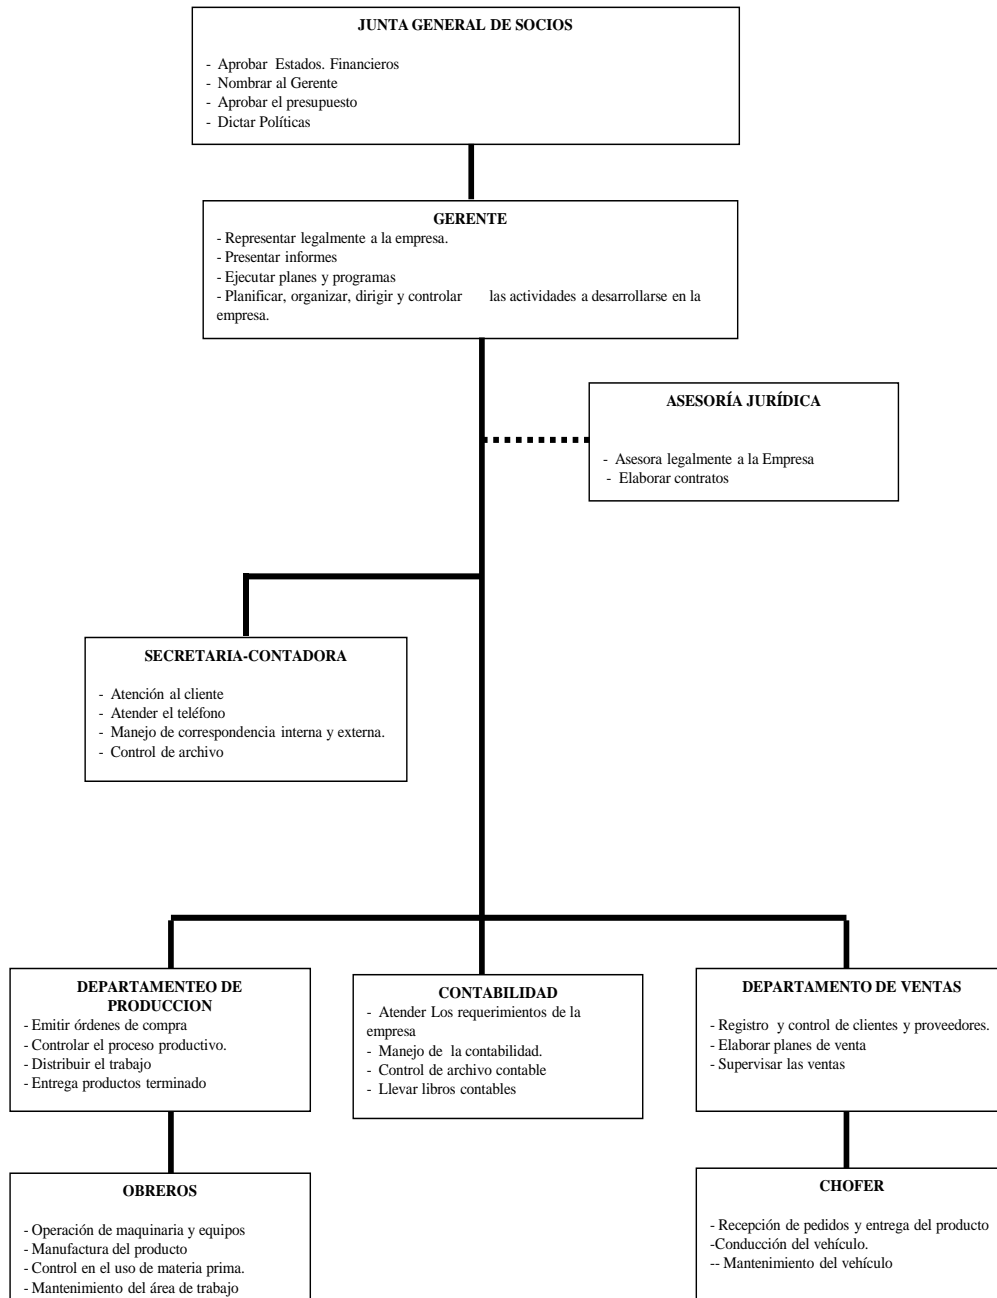 JUNTA GENERAL DE SOCIOS
- Aprobar Estados. Financieros
- Nombrar al Gerente
- Aprobar el presupuesto
- Dictar Políticas
GERENTE
- Representar legalmente a la empresa.
- Presentar informes
- Ejecutar planes y programas
- Planificar, organizar, dirigir y controlar las actividades a desarrollarse en la
empresa.
ASESORÍA JURÍDICA
- Asesora legalmente a la Empresa
- Elaborar contratos
SECRETARIA-CONTADORA
- Atención al cliente
- Atender el teléfono
- Manejo de correspondencia interna y externa.
- Control de archivo
DEPARTAMENTEO DE
PRODUCCION
- Emitir órdenes de compra
- Controlar el proceso productivo.
- Distribuir el trabajo
- Entrega productos terminado
CONTABILIDAD
- Atender Los requerimientos de la
empresa
- Manejo de la contabilidad.
- Control de archivo contable
- Llevar libros contables
DEPARTAMENTO DE VENTAS
- Registro y control de clientes y proveedores.
- Elaborar planes de venta
- Supervisar las ventas
OBREROS
- Operación de maquinaria y equipos
- Manufactura del producto
- Control en el uso de materia prima.
- Mantenimiento del área de trabajo
CHOFER
- Recepción de pedidos y entrega del producto
-Conducción del vehículo.
-- Mantenimiento del vehículo